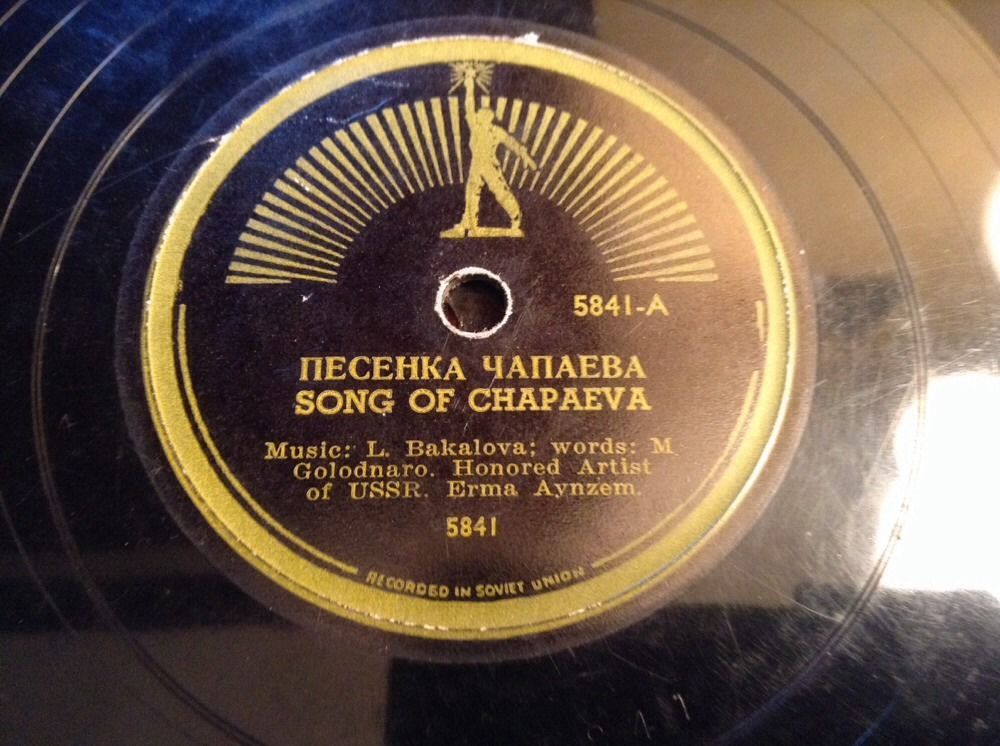 5841-A
ПЕСЕНКА ЧАПАЕВА
SONG OF CHAPAEVA
Music: L. Bakalova; words: M
Golodnaro. Honored Artist
of USSR. Erma Aynzem.
5841
RECORDED IN SOVIET UNION